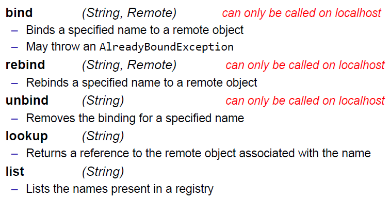 bind (String, Remote) can only be called on localhost
– Binds a specified name to a remote object
– May throw an AlreadyBoundException
rebind (String, Remote) can only be called on localhost
– Rebinds a specified name to a remote object
unbind (String) can only be called on localhost
– Removes the binding for a specified name
lookup (String)
– Returns a reference to the remote object associated with the name
list (String)
– Lists the names present in a registry